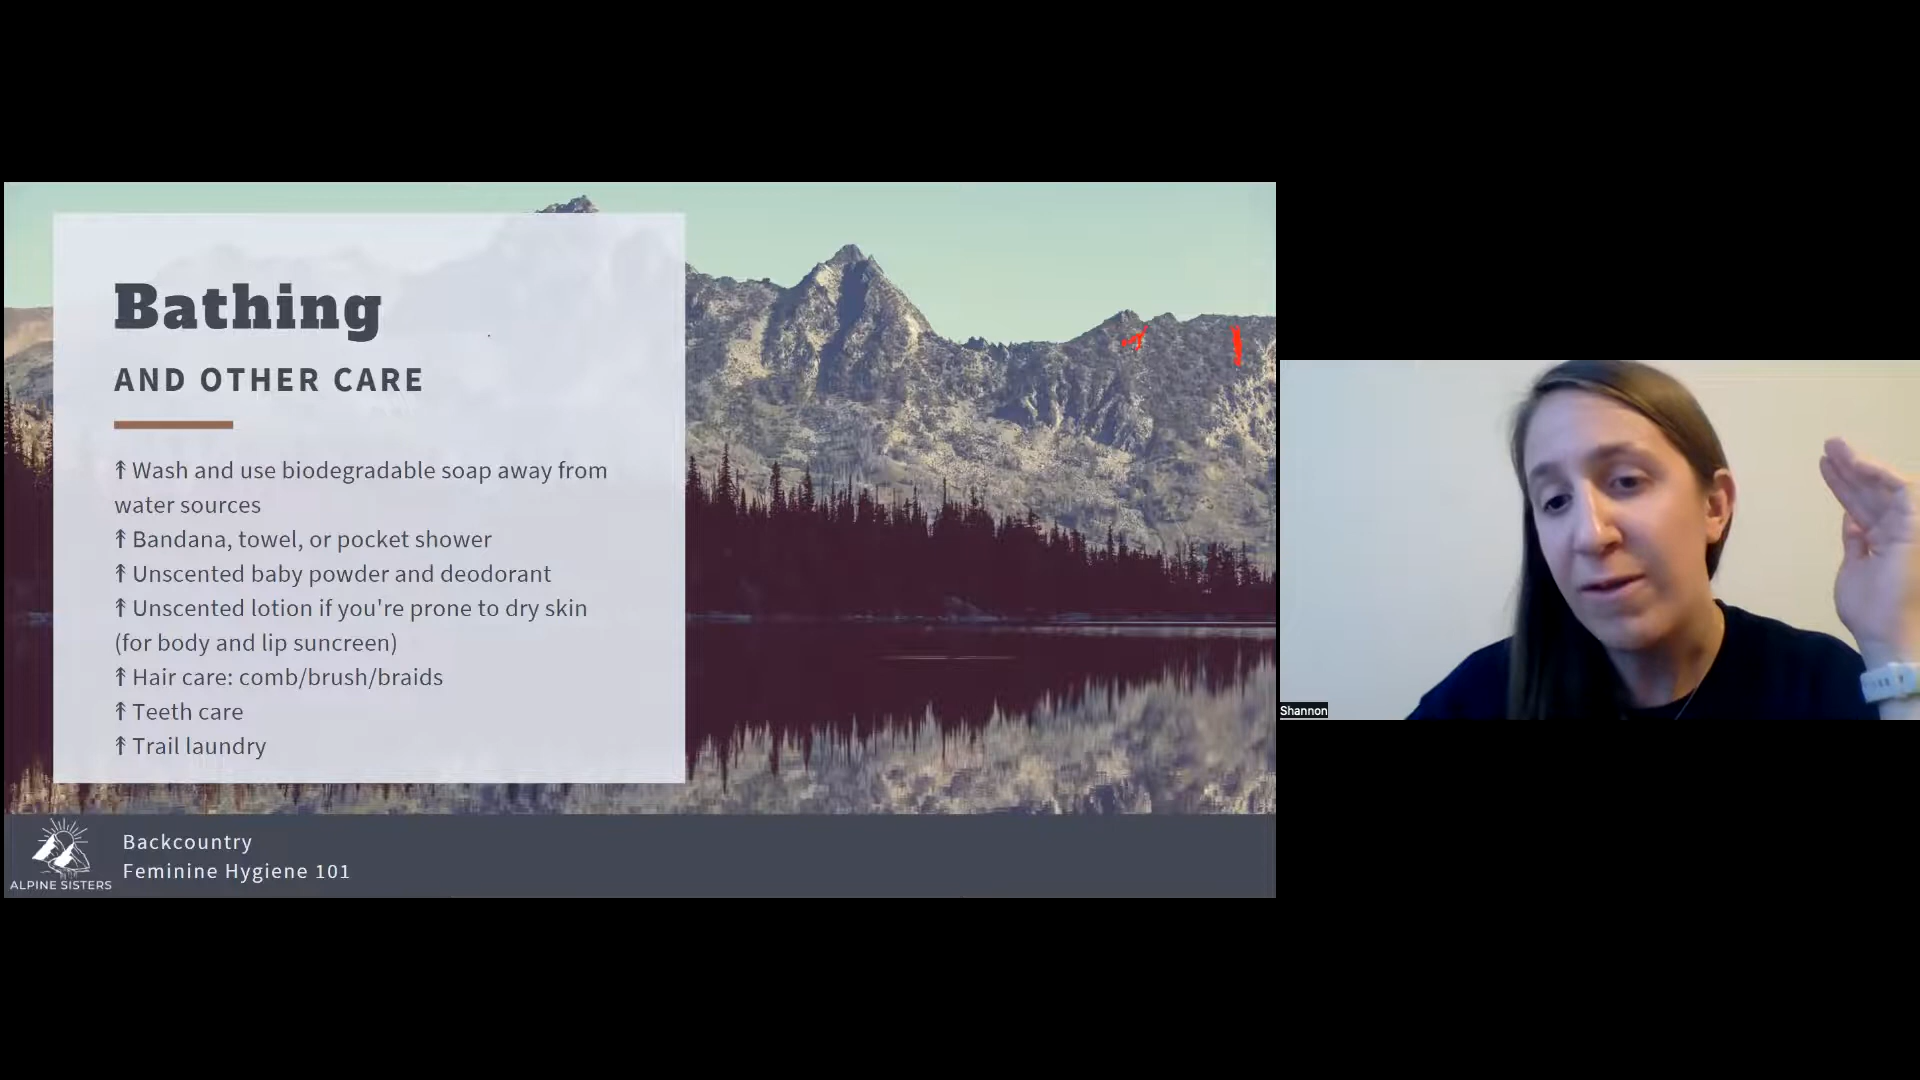 Bathing
AND OTHER CARE
⇞ Wash and use biodegradable soap away from
water sources
⇞ Bandana, towel, or pocket shower
⇞ Unscented baby powder and deodorant
⇞ Unscented lotion if you're prone to dry skin
(for body and lip suncreen)
⇞ Hair care: comb/brush/braids
⇞ Teeth care
⇞ Trail laundry
Backcountry
Feminine Hygiene 101
ALPINE SISTERS
Shannon